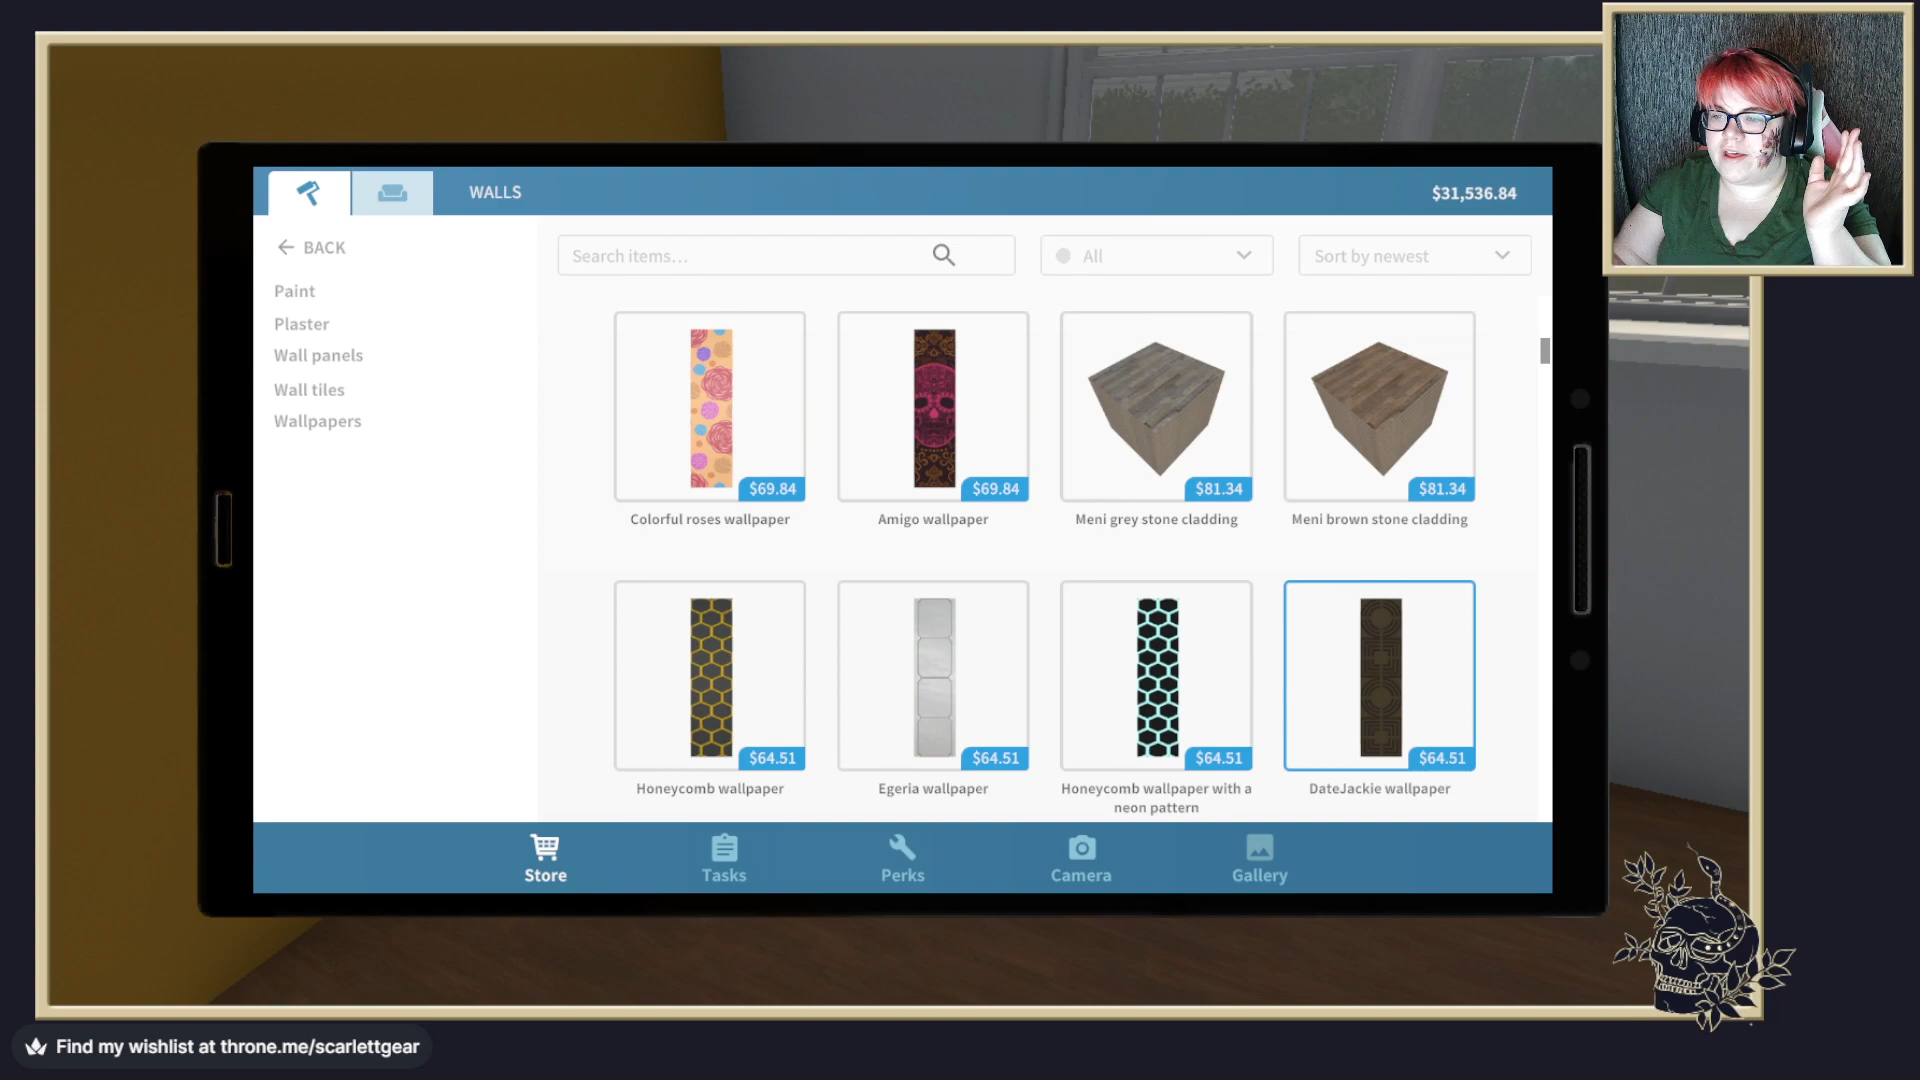 WALLS
$31,536.84
BACK
Search items...
All
Sort by newest
Paint
Plaster
Wall panels
Wall tiles
Wallpapers
$69.84
$69.84
$81.34
$81.34
Colorful roses wallpaper
Amigo wallpaper
Meni grey stone cladding
Meni brown stone cladding
$64.51
$64.51
$64.51
$64.51
Honeycomb wallpaper
Egeria wallpaper
Honeycomb wallpaper with a
neon pattern
DateJackie wallpaper
Store
Tasks
Perks
Camera
Gallery
Find my wishlist at throne.me/scarlettgear